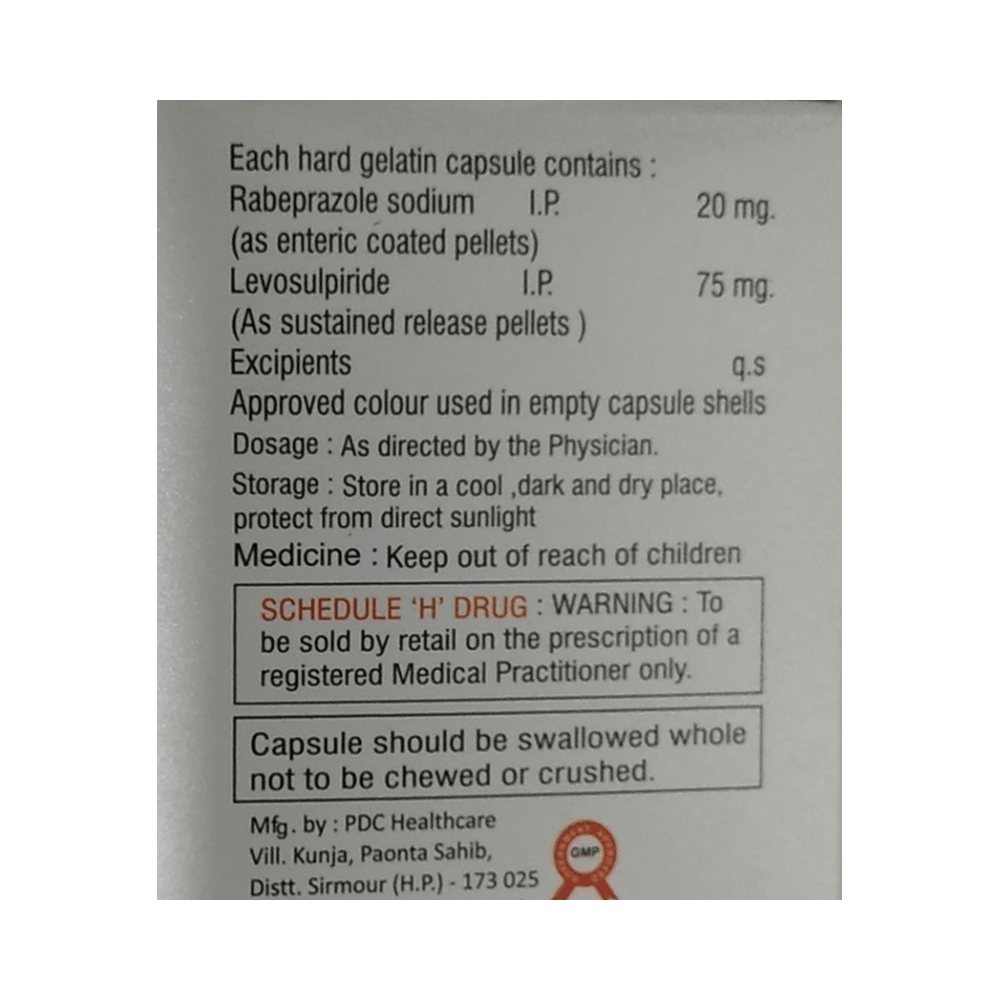 Each hard gelatin capsule contains :
Rabeprazole sodium I.P. 20 mg.
(as enteric coated pellets)
Levosulpiride I.P. 75 mg.
(As sustained release pellets )
Excipients q.s
Approved colour used in empty capsule shells
Dosage : As directed by the Physician.
Storage : Store in a cool ,dark and dry place,
protect from direct sunlight
Medicine : Keep out of reach of children
SCHEDULE 'H' DRUG : WARNING : To
be sold by retail on the prescription of a
registered Medical Practitioner only.
Capsule should be swallowed whole
not to be chewed or crushed.
Mfg. by : PDC Healthcare
Vill. Kunja, Paonta Sahib,
Distt. Sirmour (H.P.) - 173 025
GMP